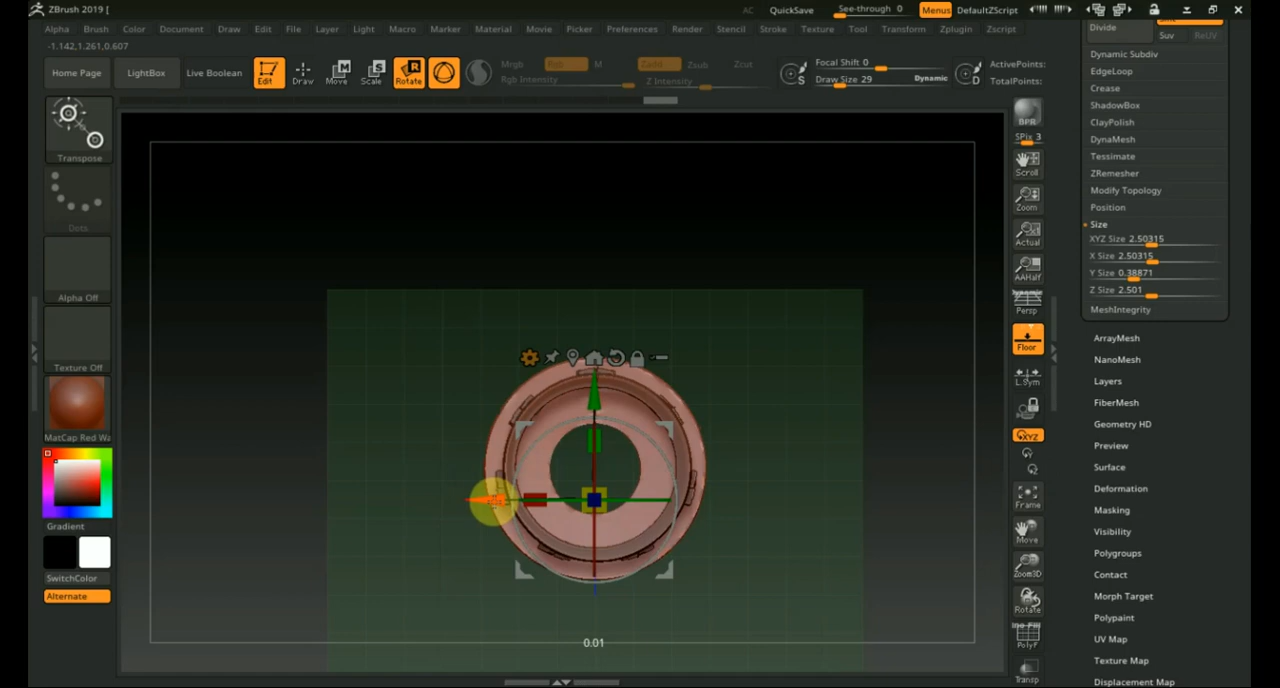 ZBrush 2019 [
AC QuickSave See-through 0 Menus DefaultZScript
Alpha Brush Color Document Draw Edit File Layer Light Macro Marker Material Movie Picker Preferences Render Stencil Stroke Texture Tool Transform Zplugin Zscript
-1.142,1.261,0.607
Home Page LightBox Live Boolean Edit Draw Move Scale Rotate
Mrgb Rgb M Zadd Zsub Zcut
Rgb Intensity Z Intensity
Focal Shift 0
Draw Size 29 Dynamic
ActivePoints:
TotalPoints:
Transpose
Dots
Alpha Off
Texture Off
MatCap Red Wa
Gradient
SwitchColor
Alternate
0.01
BPR
SPix 3
Scroll
Zoom
Actual
AAHalf
Dynamic
Persp
Floor
L.Sym
XYZ
Frame
Move
Zoom3D
Rotate
Line Fill
PolyF
Transp
Divide
Smt
Suv ReUV
Dynamic Subdiv
EdgeLoop
Crease
ShadowBox
ClayPolish
DynaMesh
Tessimate
ZRemesher
Modify Topology
Position
Size
XYZ Size 2.50315
X Size 2.50315
Y Size 0.38871
Z Size 2.501
MeshIntegrity
ArrayMesh
NanoMesh
Layers
FiberMesh
Geometry HD
Preview
Surface
Deformation
Masking
Visibility
Polygroups
Contact
Morph Target
Polypaint
UV Map
Texture Map
Displacement Map